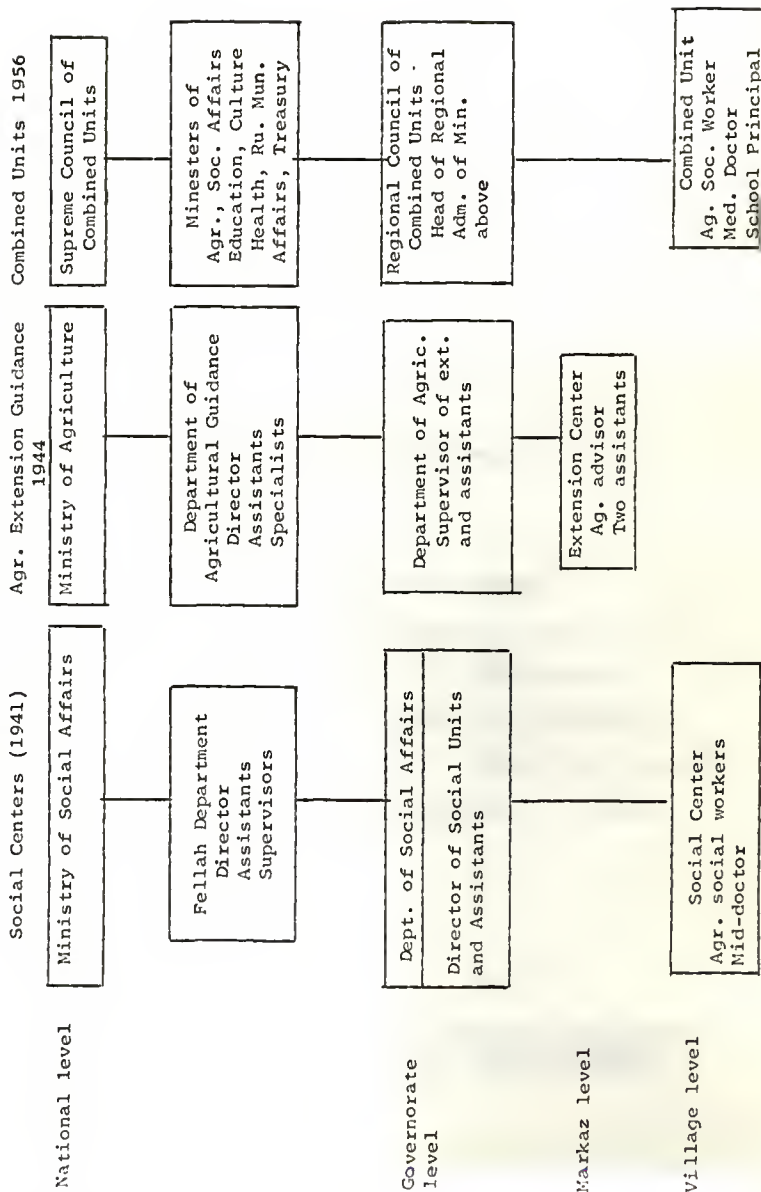 Social Centers (1941)
Agr. Extension Guidance
1944
Combined Units 1956
National level
Ministry of Social Affairs
Ministry of Agriculture
Supreme Council of
Combined Units
Fellah Department
Director
Assistants
Supervisors
Department of
Agricultural Guidance
Director
Assistants
Specialists
Minesters of
Agr., Soc. Affairs
Education, Culture
Health, Ru. Mun.
Affairs, Treasury
Governorate
level
Dept. of Social Affairs
Director of Social Units
and Assistants
Department of Agric.
Supervisor of ext.
and assistants
Regional Council of
Combined Units -
Head of Regional
Adm. of Min.
above
Markaz level
Extension Center
Ag. advisor
Two assistants
Village level
Social Center
Agr. social workers
Mid-doctor
Combined Unit
Ag. Soc. Worker
Med. Doctor
School Principal